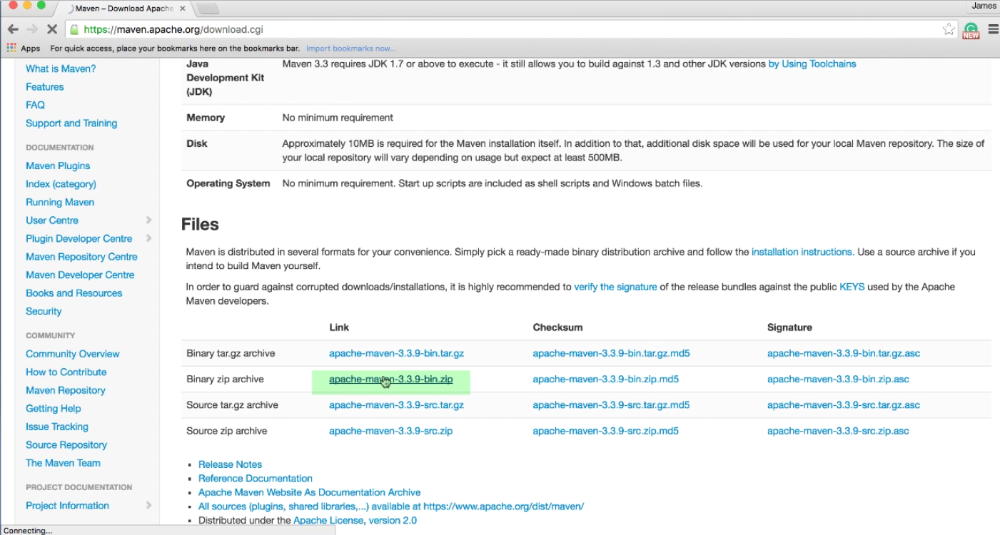 Maven – Download Apache
James
https://maven.apache.org/download.cgi
NEW
Apps For quick access, place your bookmarks here on the bookmarks bar. Import bookmarks now...
What is Maven?
Features
FAQ
Support and Training
DOCUMENTATION
Maven Plugins
Index (category)
Running Maven
User Centre
Plugin Developer Centre
Maven Repository Centre
Maven Developer Centre
Books and Resources
Security
COMMUNITY
Community Overview
How to Contribute
Maven Repository
Getting Help
Issue Tracking
Source Repository
The Maven Team
PROJECT DOCUMENTATION
Project Information
Java Maven 3.3 requires JDK 1.7 or above to execute - it still allows you to build against 1.3 and other JDK versions by Using Toolchains
Development Kit
(JDK)
Memory No minimum requirement
Disk Approximately 10MB is required for the Maven installation itself. In addition to that, additional disk space will be used for your local Maven repository. The size of
your local repository will vary depending on usage but expect at least 500MB.
Operating System No minimum requirement. Start up scripts are included as shell scripts and Windows batch files.
Files
Maven is distributed in several formats for your convenience. Simply pick a ready-made binary distribution archive and follow the installation instructions. Use a source archive if you
intend to build Maven yourself.
In order to guard against corrupted downloads/installations, it is highly recommended to verify the signature of the release bundles against the public KEYS used by the Apache
Maven developers.
Link Checksum Signature
Binary tar.gz archive apache-maven-3.3.9-bin.tar.gz apache-maven-3.3.9-bin.tar.gz.md5 apache-maven-3.3.9-bin.tar.gz.asc
Binary zip archive apache-maven-3.3.9-bin.zip apache-maven-3.3.9-bin.zip.md5 apache-maven-3.3.9-bin.zip.asc
Source tar.gz archive apache-maven-3.3.9-src.tar.gz apache-maven-3.3.9-src.tar.gz.md5 apache-maven-3.3.9-src.tar.gz.asc
Source zip archive apache-maven-3.3.9-src.zip apache-maven-3.3.9-src.zip.md5 apache-maven-3.3.9-src.zip.asc
Release Notes
Reference Documentation
Apache Maven Website As Documentation Archive
All sources (plugins, shared libraries,...) available at https://www.apache.org/dist/maven/
Distributed under the Apache License, version 2.0
Connecting...